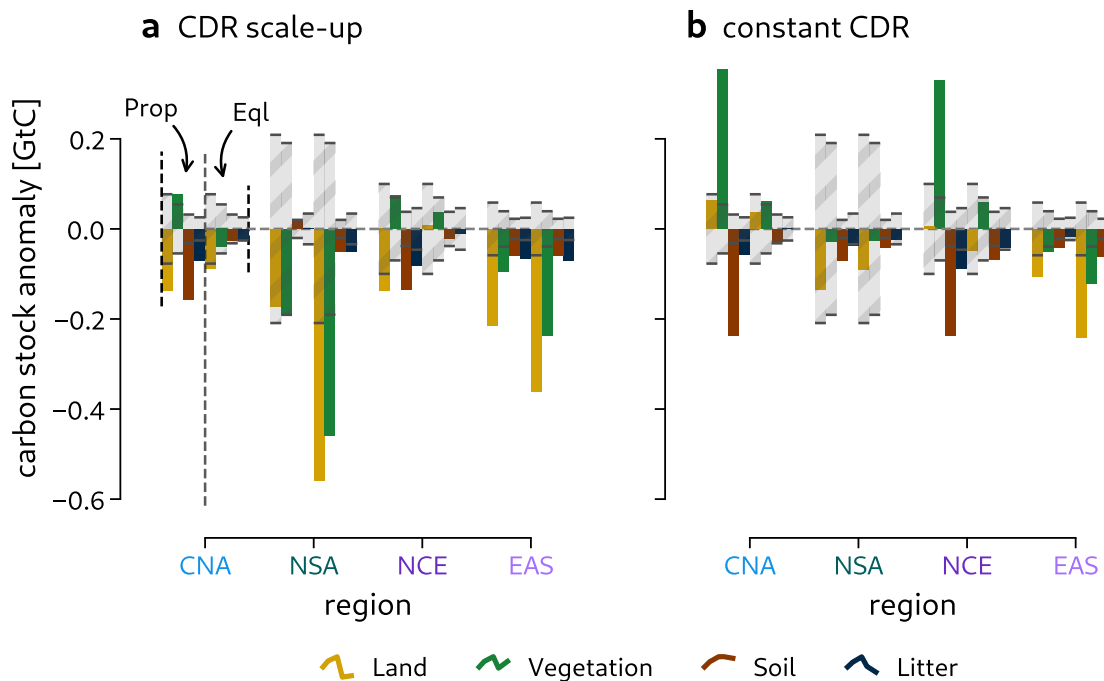 a CDR scale-up
b constant CDR
Prop
Eql
carbon stock anomaly [GtC]
0.2
0.0
−0.2
−0.4
−0.6
CNA NSA NCE EAS
CNA NSA NCE EAS
region
region
Land Vegetation Soil Litter